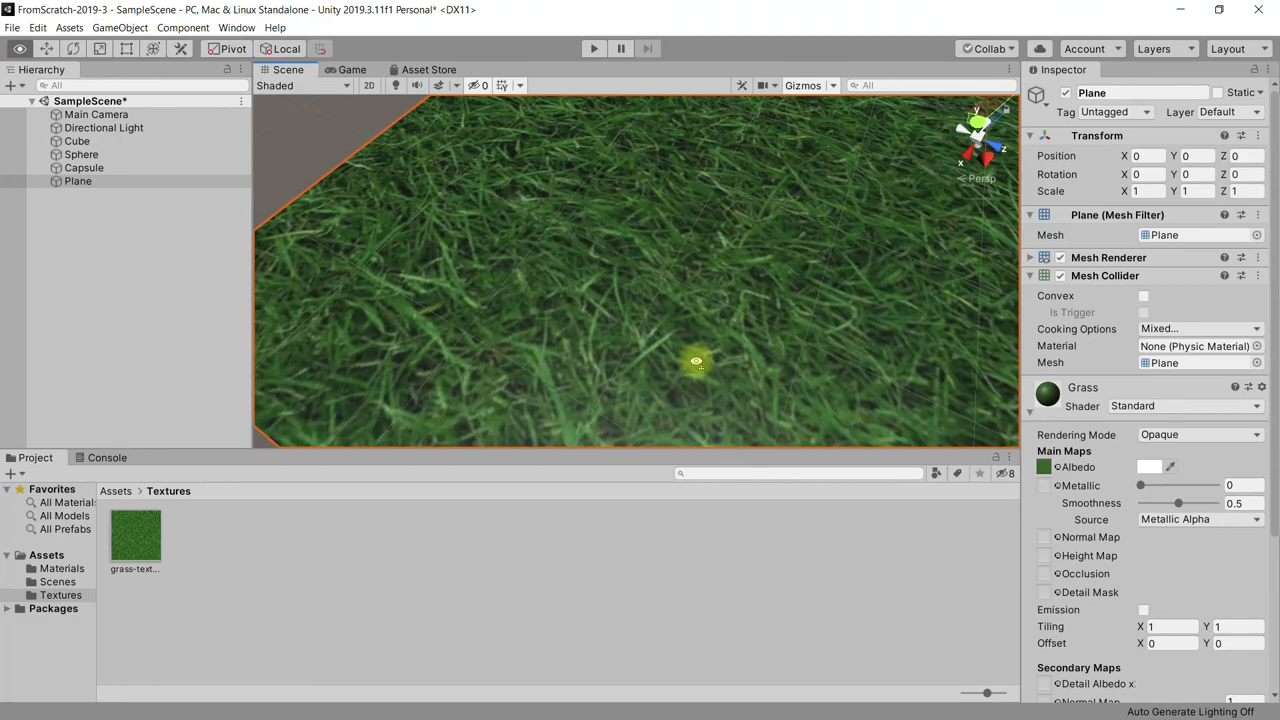 FromScratch-2019-3 - SampleScene - PC, Mac & Linux Standalone - Unity 2019.3.11f1 Personal* <DX11>
File Edit Assets GameObject Component Window Help
Pivot Local Collab Account Layers Layout
Hierarchy
All
SampleScene*
Main Camera
Directional Light
Cube
Sphere
Capsule
Plane
Scene Game Asset Store
Shaded 2D 0 Gizmos All
y
z
x
Persp
Inspector
Plane Static
Tag Untagged Layer Default
Transform
Position X 0 Y 0 Z 0
Rotation X 0 Y 0 Z 0
Scale X 1 Y 1 Z 1
Plane (Mesh Filter)
Mesh Plane
Mesh Renderer
Mesh Collider
Convex
Is Trigger
Cooking Options Mixed...
Material None (Physic Material)
Mesh Plane
Grass
Shader Standard
Rendering Mode Opaque
Main Maps
Albedo
Metallic 0
Smoothness 0.5
Source Metallic Alpha
Normal Map
Height Map
Occlusion
Detail Mask
Emission
Tiling X 1 Y 1
Offset X 0 Y 0
Secondary Maps
Detail Albedo x
Normal Map 1
Project Console
8
Favorites
All Material
All Models
All Prefabs
Assets
Materials
Scenes
Textures
Packages
Assets > Textures
grass-text...
Auto Generate Lighting Off